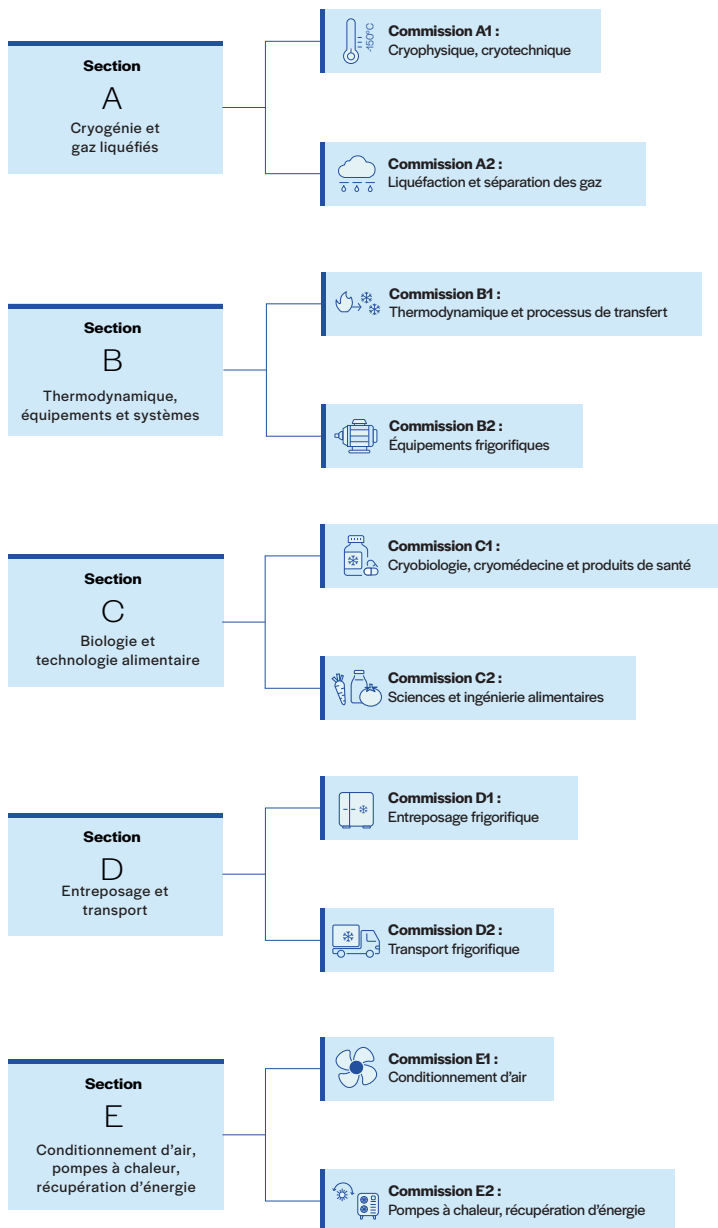 Section
A
Cryogénie et
gaz liquéfiés
-150°C
Commission A1 :
Cryophysique, cryotechnique
Commission A2 :
Liquéfaction et séparation des gaz
Section
B
Thermodynamique,
équipements et systèmes
Commission B1 :
Thermodynamique et processus de transfert
Commission B2 :
Équipements frigorifiques
Section
C
Biologie et
technologie alimentaire
Commission C1 :
Cryobiologie, cryomédecine et produits de santé
Commission C2 :
Sciences et ingénierie alimentaires
Section
D
Entreposage et
transport
Commission D1 :
Entreposage frigorifique
Commission D2 :
Transport frigorifique
Section
E
Conditionnement d'air,
pompes à chaleur,
récupération d'énergie
Commission E1 :
Conditionnement d'air
Commission E2 :
Pompes à chaleur, récupération d'énergie